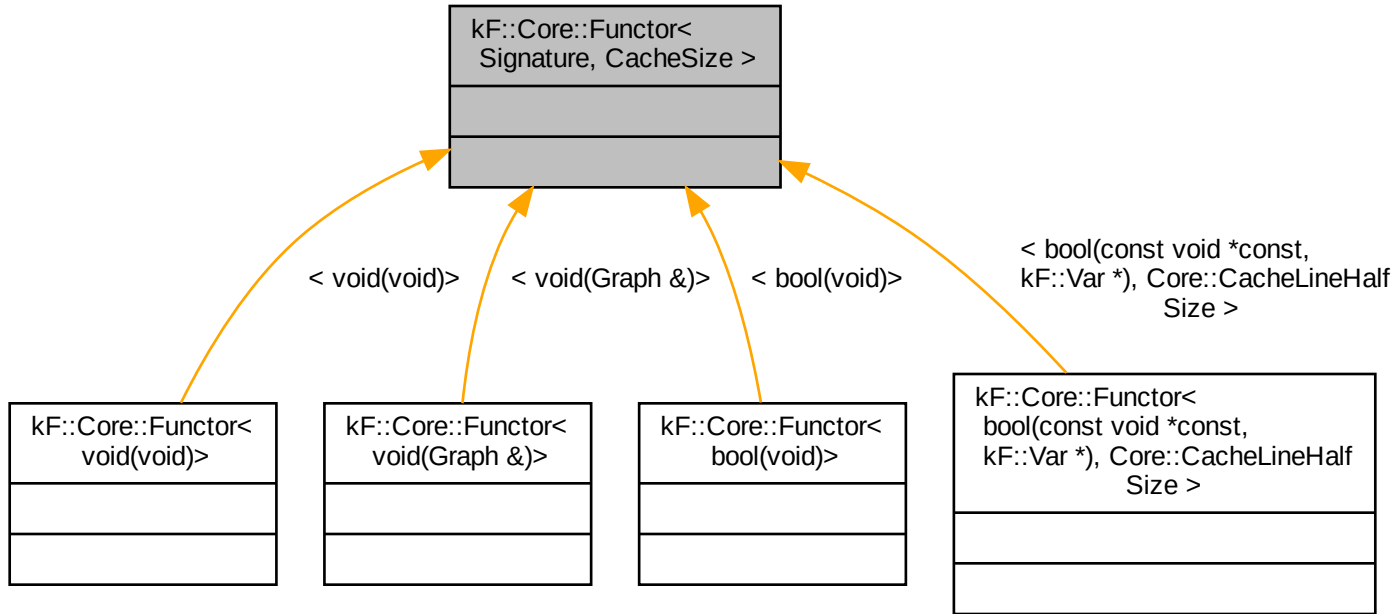 kF::Core::Functor<
Signature, CacheSize >
< void(void)>
< void(Graph &)>
< bool(void)>
< bool(const void *const,
kF::Var *), Core::CacheLineHalf
Size >
kF::Core::Functor<
void(void)>
kF::Core::Functor<
void(Graph &)>
kF::Core::Functor<
bool(void)>
kF::Core::Functor<
bool(const void *const,
kF::Var *), Core::CacheLineHalf
Size >